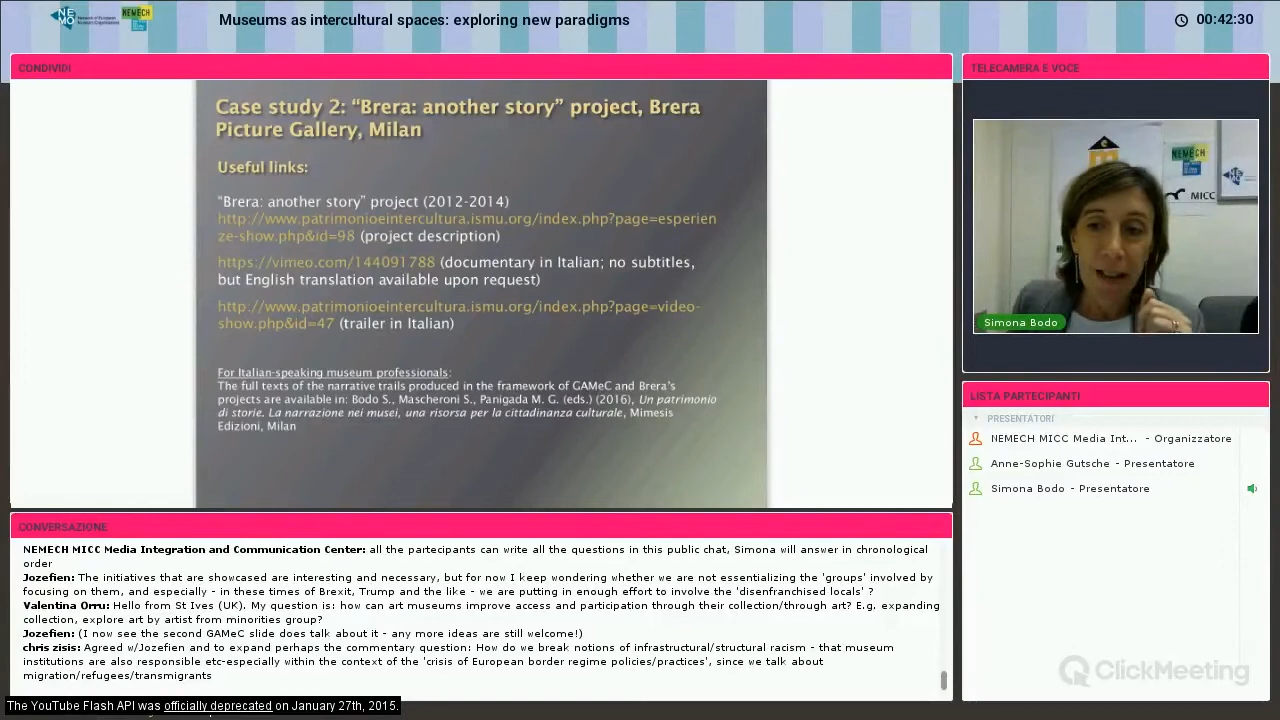 NE
MO
Network of European
Museums Organisations
NEMECH
Museums as intercultural spaces: exploring new paradigms
00:42:30
CONDIVIDI
Case study 2: “Brera: another story” project, Brera
Picture Gallery, Milan
Useful links:
“Brera: another story” project (2012-2014)
http://www.patrimonioeintercultura.ismu.org/index.php?page=esperien
ze-show.php&id=98 (project description)
https://vimeo.com/144091788 (documentary in Italian; no subtitles,
but English translation available upon request)
http://www.patrimonioeintercultura.ismu.org/index.php?page=video-
show.php&id=47 (trailer in Italian)
For Italian-speaking museum professionals:
The full texts of the narrative trails produced in the framework of GAMeC and Brera’s
projects are available in: Bodo S., Mascheroni S., Panigada M. G. (eds.) (2016), Un patrimonio
di storie. La narrazione nei musei, una risorsa per la cittadinanza culturale, Mimesis
Edizioni, Milan
TELECAMERA E VOCE
NEMECH
MICC
Simona Bodo
LISTA PARTECIPANTI
PRESENTATORI
NEMECH MICC Media Int... - Organizzatore
Anne-Sophie Gutsche - Presentatore
Simona Bodo - Presentatore
CONVERSAZIONE
NEMECH MICC Media Integration and Communication Center: all the partecipants can write all the questions in this public chat, Simona will answer in chronological
order
Jozefien: The initiatives that are showcased are interesting and necessary, but for now I keep wondering whether we are not essentializing the 'groups' involved by
focusing on them, and especially - in these times of Brexit, Trump and the like - we are putting in enough effort to involve the 'disenfranchised locals' ?
Valentina Orru: Hello from St Ives (UK). My question is: how can art museums improve access and participation through their collection/through art? E.g. expanding
collection, explore art by artist from minorities group?
Jozefien: (I now see the second GAMeC slide does talk about it - any more ideas are still welcome!)
chris zisis: Agreed w/Jozefien and to expand perhaps the commentary question: How do we break notions of infrastructural/structural racism - that museum
institutions are also responsible etc-especially within the context of the 'crisis of European border regime policies/practices', since we talk about
migration/refugees/transmigrants
ClickMeeting
The YouTube Flash API was officially deprecated on January 27th, 2015.